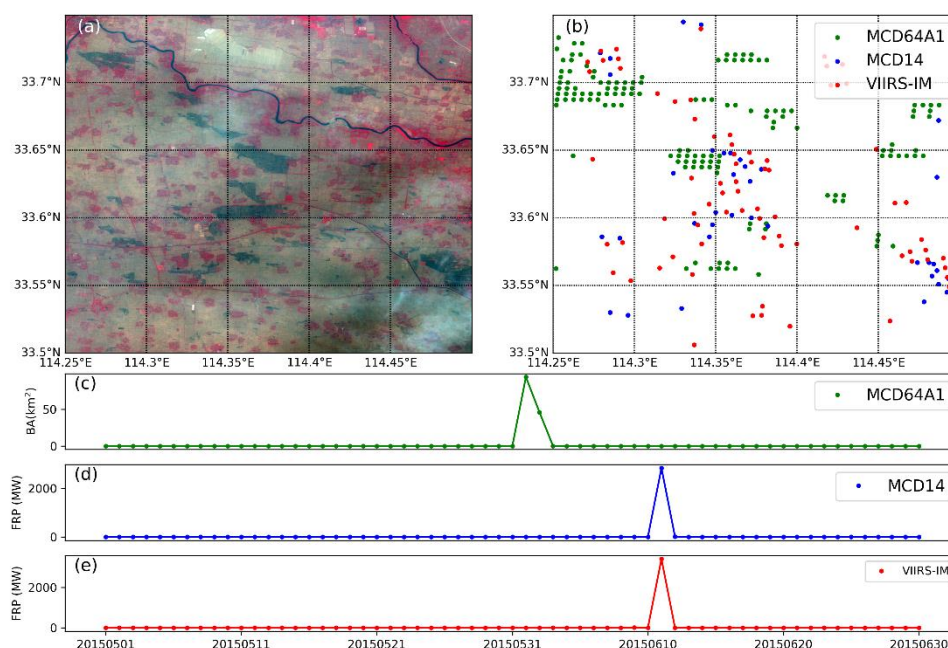 (a)
33.7°N
33.65°N
33.6°N
33.55°N
33.5°N
114.25°E
114.3°E
114.35°E
114.4°E
114.45°E
(b)
MCD64A1
MCD14
VIIRS-IM
33.7°N
33.65°N
33.6°N
33.55°N
33.5°N
114.25°E
114.3°E
114.35°E
114.4°E
114.45°E
(c)
MCD64A1
BA(km²)
50
0
(d)
MCD14
FRP (MW)
2000
0
(e)
VIIRS-IM
FRP (MW)
2000
0
20150501
20150511
20150521
20150531
20150610
20150620
20150630